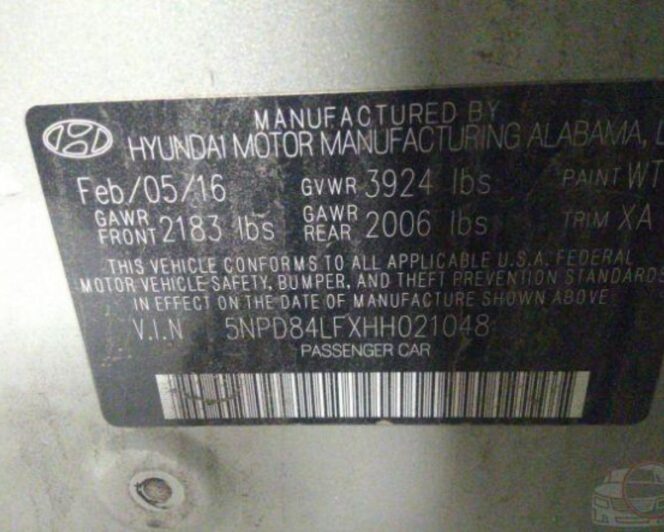 MANUFACTURED BY
HYUNDAI MOTOR MANUFACTURING ALABAMA, L
Feb/05/16 GVWR 3924 lbs PAINT WT
GAWR FRONT 2183 lbs GAWR REAR 2006 lbs TRIM XA
THIS VEHICLE CONFORMS TO ALL APPLICABLE U.S.A. FEDERAL
MOTOR VEHICLE SAFETY, BUMPER, AND THEFT PREVENTION STANDARDS
IN EFFECT ON THE DATE OF MANUFACTURE SHOWN ABOVE
V.I.N 5NPD84LFXHH021048
PASSENGER CAR